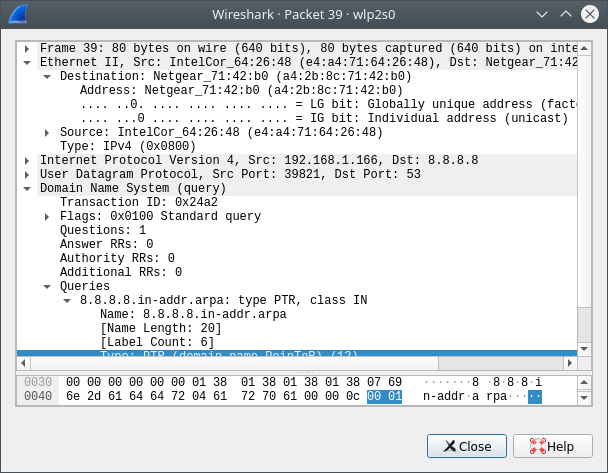 Wireshark · Packet 39 · wlp2s0
Frame 39: 80 bytes on wire (640 bits), 80 bytes captured (640 bits) on inte
Ethernet II, Src: IntelCor_64:26:48 (e4:a4:71:64:26:48), Dst: Netgear_71:42
Destination: Netgear_71:42:b0 (a4:2b:8c:71:42:b0)
Address: Netgear_71:42:b0 (a4:2b:8c:71:42:b0)
.... ..0. .... .... .... .... = LG bit: Globally unique address (fact
.... ...0 .... .... .... .... = IG bit: Individual address (unicast)
Source: IntelCor_64:26:48 (e4:a4:71:64:26:48)
Type: IPv4 (0x0800)
Internet Protocol Version 4, Src: 192.168.1.166, Dst: 8.8.8.8
User Datagram Protocol, Src Port: 39821, Dst Port: 53
Domain Name System (query)
Transaction ID: 0x24a2
Flags: 0x0100 Standard query
Questions: 1
Answer RRs: 0
Authority RRs: 0
Additional RRs: 0
Queries
8.8.8.8.in-addr.arpa: type PTR, class IN
Name: 8.8.8.8.in-addr.arpa
[Name Length: 20]
[Label Count: 6]
Type: PTR (domain name PoinTeR) (12)
0030 00 00 00 00 00 00 01 38 01 38 01 38 01 38 07 69 ·······8 ·8·8·8·i
0040 6e 2d 61 64 64 72 04 61 72 70 61 00 00 0c 00 01 n-addr·a rpa·····
Close
Help